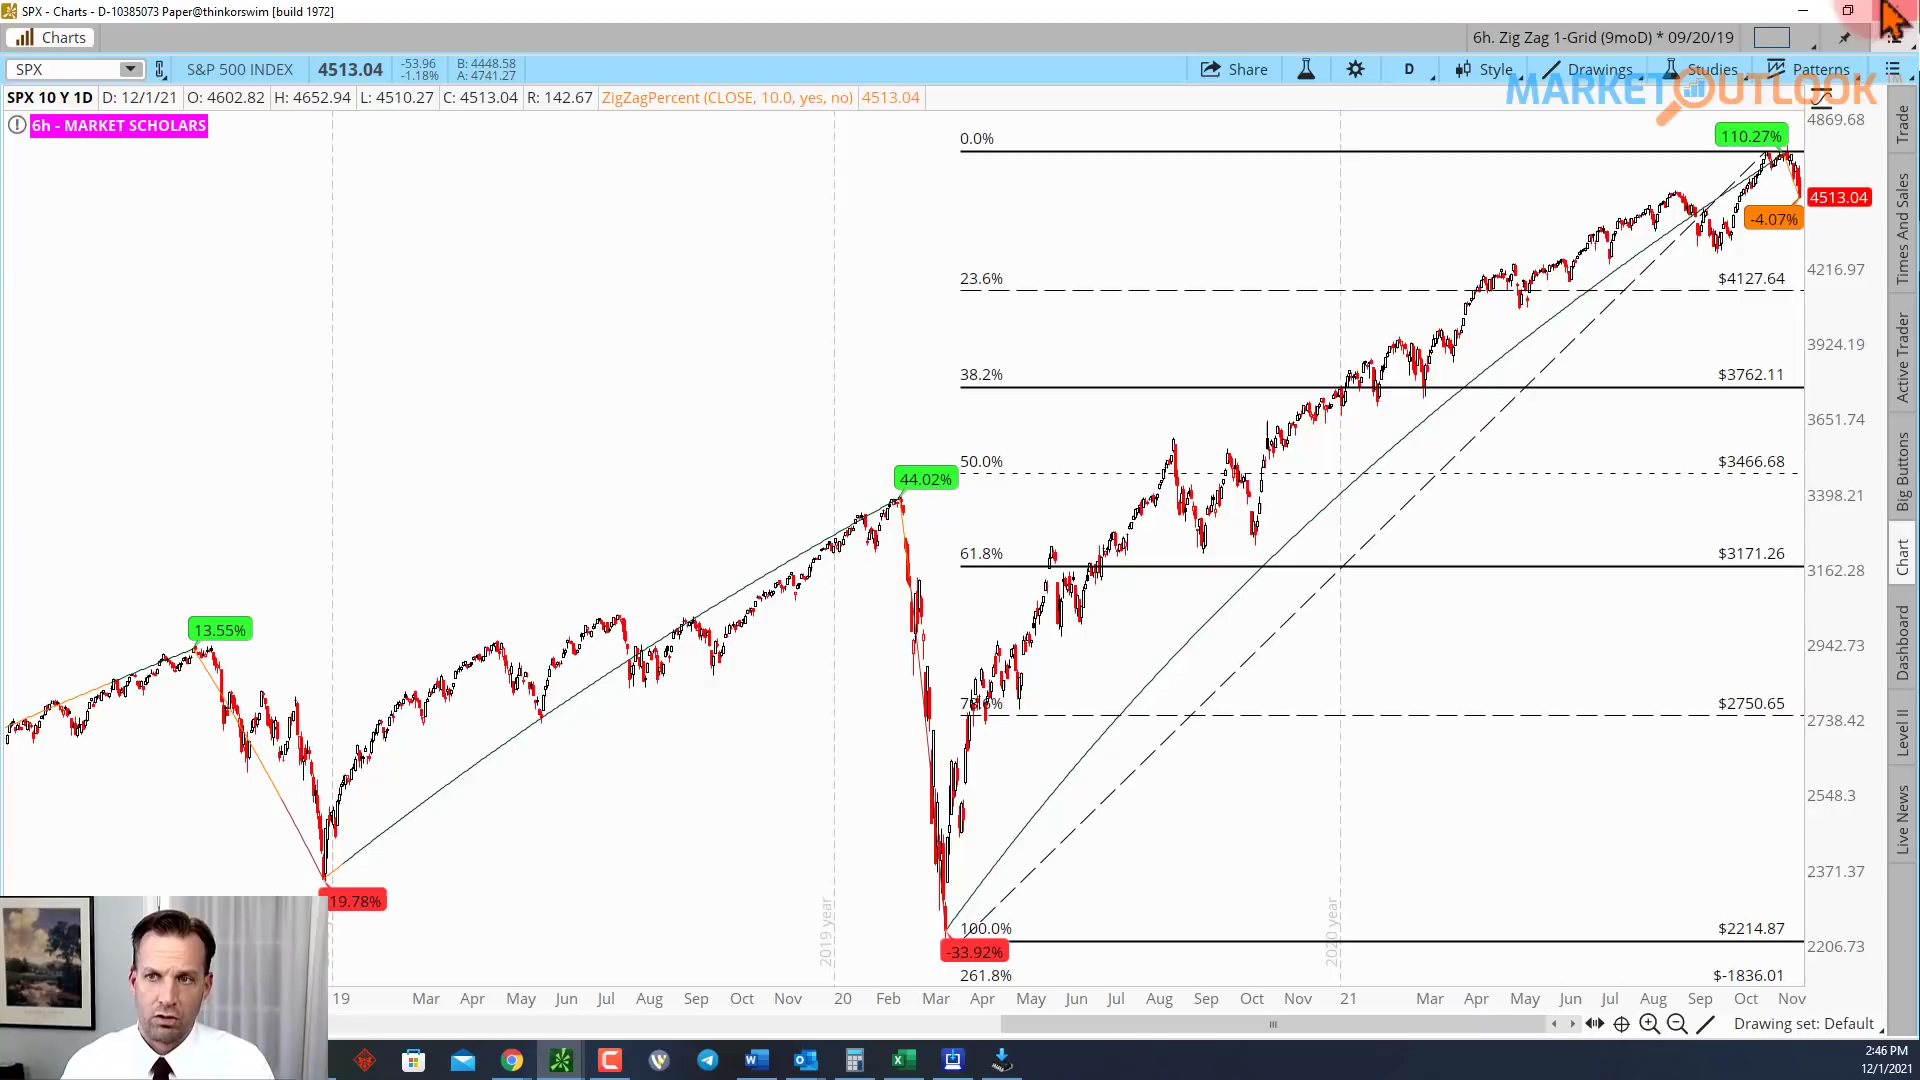 SPX - Charts - D-10385073 Paper@thinkorswim [build 1972]
Charts
6h. Zig Zag 1-Grid (9moD) * 09/20/19
SPX
S&P 500 INDEX
4513.04
-53.96
-1.18%
B: 4448.58
A: 4741.27
Share
D
Style
Drawings
Studies
Patterns
MARKET OUTLOOK
SPX 10 Y 1D
D: 12/1/21
O: 4602.82
H: 4652.94
L: 4510.27
C: 4513.04
R: 142.67
ZigZagPercent (CLOSE, 10.0, yes, no)
4513.04
6h - MARKET SCHOLARS
4869.68
4513.04
4216.97
3924.19
3651.74
3398.21
3162.28
2942.73
2738.42
2548.3
2371.37
2206.73
0.0%
110.27%
-4.07%
23.6%
$4127.64
38.2%
$3762.11
50.0%
$3466.68
44.02%
61.8%
$3171.26
13.55%
$2750.65
19.78%
100.0%
$2214.87
-33.92%
261.8%
$-1836.01
2019 year
2020 year
19
Mar
Apr
May
Jun
Jul
Aug
Sep
Oct
Nov
20
Feb
Mar
Apr
May
Jun
Jul
Aug
Sep
Oct
Nov
21
Mar
Apr
May
Jun
Jul
Aug
Sep
Oct
Nov
Drawing set: Default
Trade
Times And Sales
Active Trader
Big Buttons
Chart
Dashboard
Level II
Live News
2:46 PM
12/1/2021